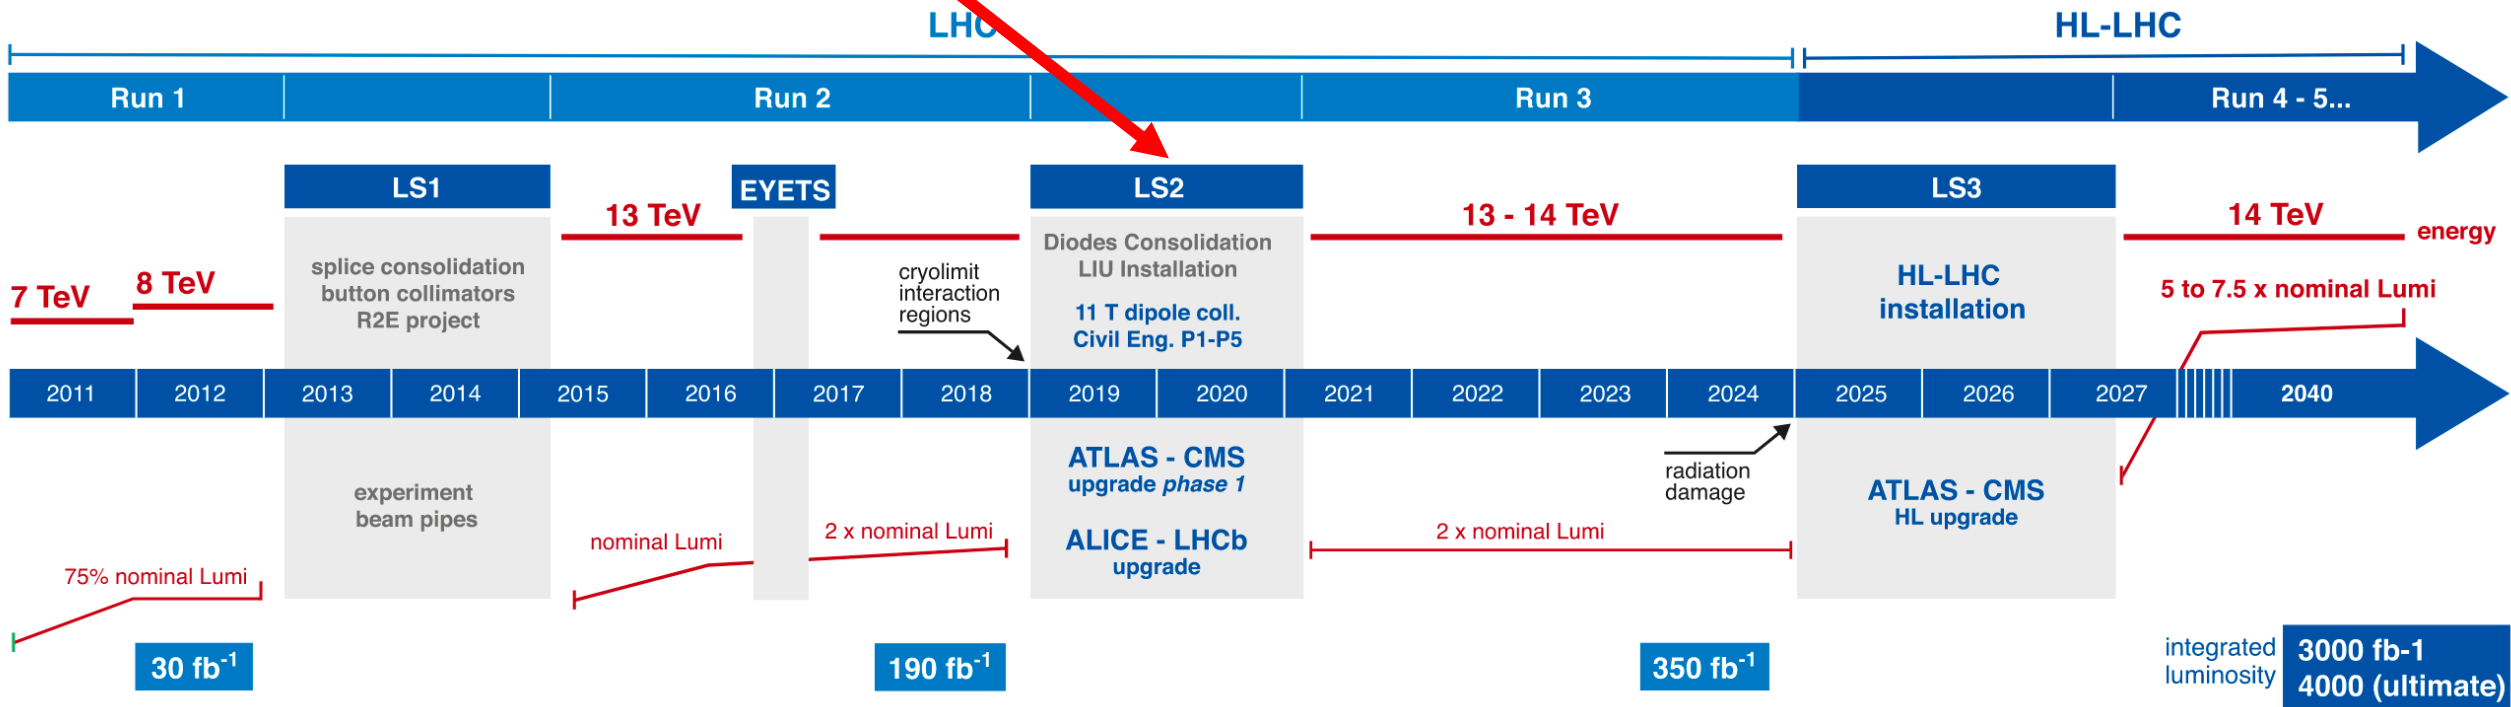 LHC
HL-LHC
Run 1
Run 2
Run 3
Run 4 - 5...
LS1
EYETS
LS2
LS3
13 TeV
13 - 14 TeV
14 TeV
energy
7 TeV
8 TeV
splice consolidation
button collimators
R2E project
cryolimit
interaction
regions
Diodes Consolidation
LIU Installation
11 T dipole coll.
Civil Eng. P1-P5
HL-LHC
installation
5 to 7.5 x nominal Lumi
2011
2012
2013
2014
2015
2016
2017
2018
2019
2020
2021
2022
2023
2024
2025
2026
2027
2040
experiment
beam pipes
ATLAS - CMS
upgrade phase 1
ALICE - LHCb
upgrade
radiation
damage
ATLAS - CMS
HL upgrade
75% nominal Lumi
nominal Lumi
2 x nominal Lumi
2 x nominal Lumi
30 fb⁻¹
190 fb⁻¹
350 fb⁻¹
integrated
luminosity
3000 fb-1
4000 (ultimate)